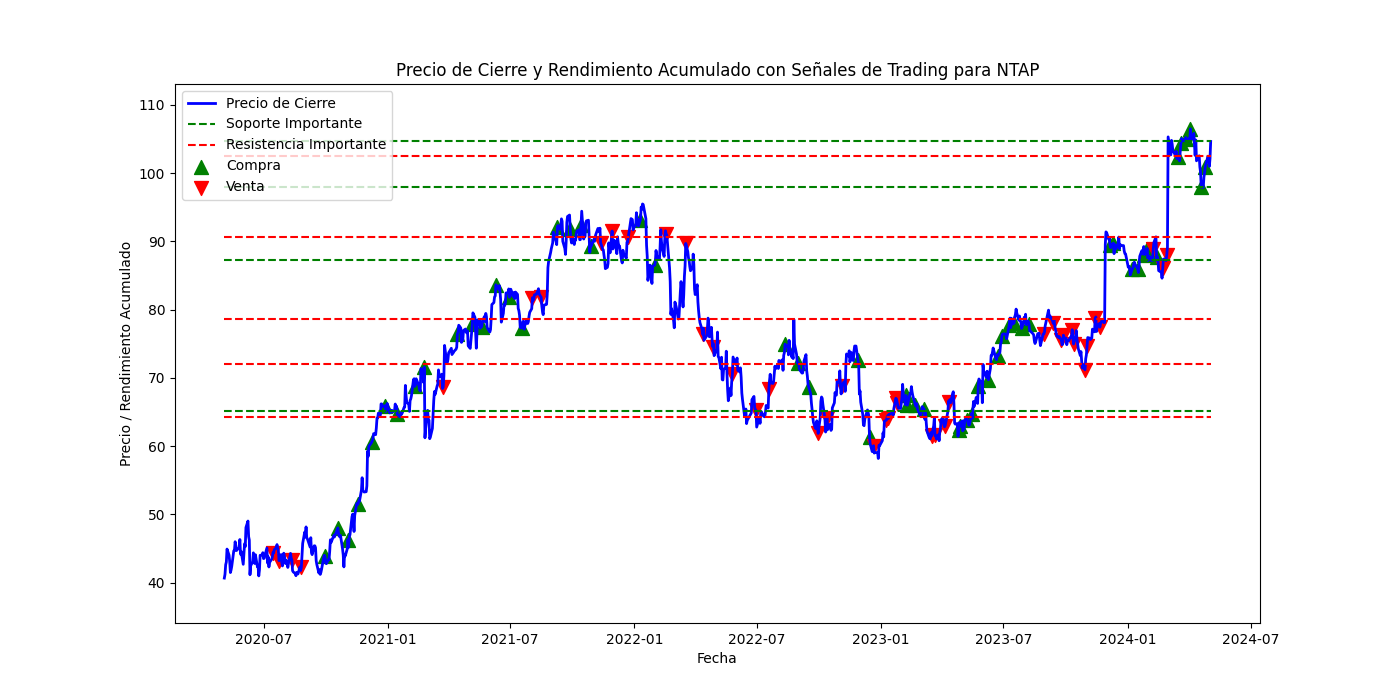 Precio de Cierre y Rendimiento Acumulado con Señales de Trading para NTAP
Precio de Cierre
Soporte Importante
Resistencia Importante
Compra
Venta
Precio / Rendimiento Acumulado
110
100
90
80
70
60
50
40
2020-07
2021-01
2021-07
2022-01
2022-07
2023-01
2023-07
2024-01
2024-07
Fecha